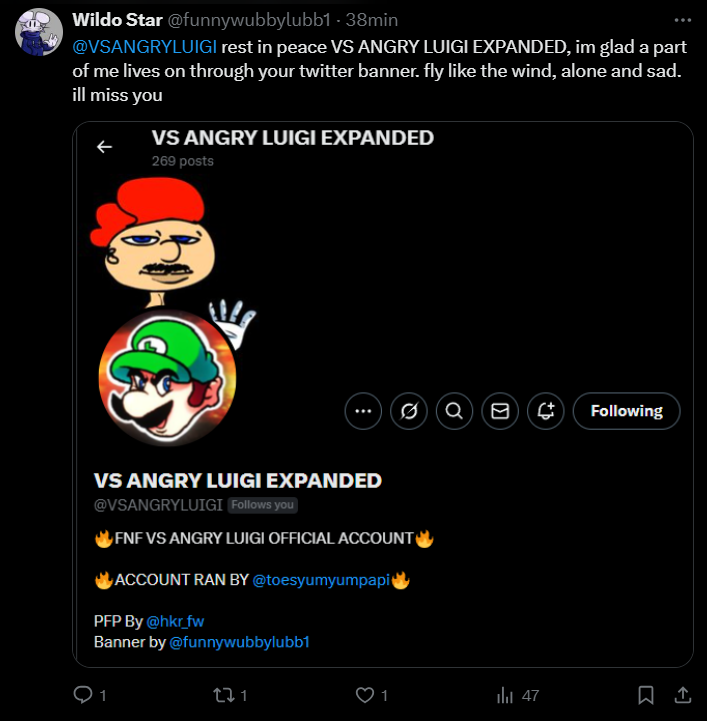 Wildo Star @funnywubbylubb1 · 38min
@VSANGRYLUIGI rest in peace VS ANGRY LUIGI EXPANDED, im glad a part
of me lives on through your twitter banner. fly like the wind, alone and sad.
ill miss you
VS ANGRY LUIGI EXPANDED
269 posts
L
Following
VS ANGRY LUIGI EXPANDED
@VSANGRYLUIGI Follows you
🔥FNF VS ANGRY LUIGI OFFICIAL ACCOUNT🔥
🔥ACCOUNT RAN BY @toesyumyumpapi🔥
PFP By @hkr_fw
Banner by @funnywubbylubb1
1 1 1 47